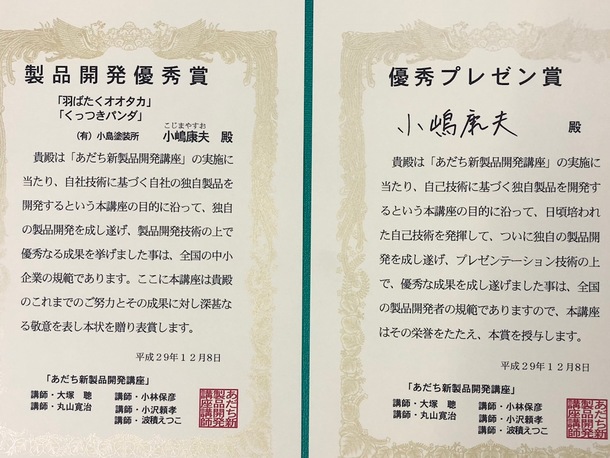 製品開発優秀賞
「羽ばたくオオタカ」
「くっつきパンダ」
こじまやすお
(有)小島塗装所 小嶋康夫 殿
貴殿は「あだち新製品開発講座」の実施に
当たり、自社技術に基づく自社の独自製品を
開発するという本講座の目的に沿って、独自
の製品開発を成し遂げ、製品開発技術の上で
優秀なる成果を挙げました事は、全国の中小
企業の規範であります。ここに本講座は貴殿
のこれまでのご努力とその成果に対し深甚な
る敬意を表し本状を贈り表賞します。
平成29年12月8日
「あだち新製品開発講座」
講師・大塚 聰 講師・小林保彦
講師・丸山寛治 講師・小沢頼孝
講師・波積えつこ
あだち新
製品開発
講座講師
優秀プレゼン賞
小嶋康夫 殿
貴殿は「あだち新製品開発講座」の実施に
当たり、自己技術に基づく独自製品を開発す
るという本講座の目的に沿って、日頃培われ
た自己技術を発揮して、ついに独自の製品開
発を成し遂げ、プレゼンテーション技術の上
で、優秀な成果を成し遂げました事は、全国
の製品開発者の規範でありますので、本講座
はその栄誉をたたえ、本賞を授与します。
平成29年12月8日
「あだち新製品開発講座」
講師・大塚 聰 講師・小林保彦
講師・丸山寛治 講師・小沢頼孝
講師・波積えつこ
あだち新
製品開発
講座講師